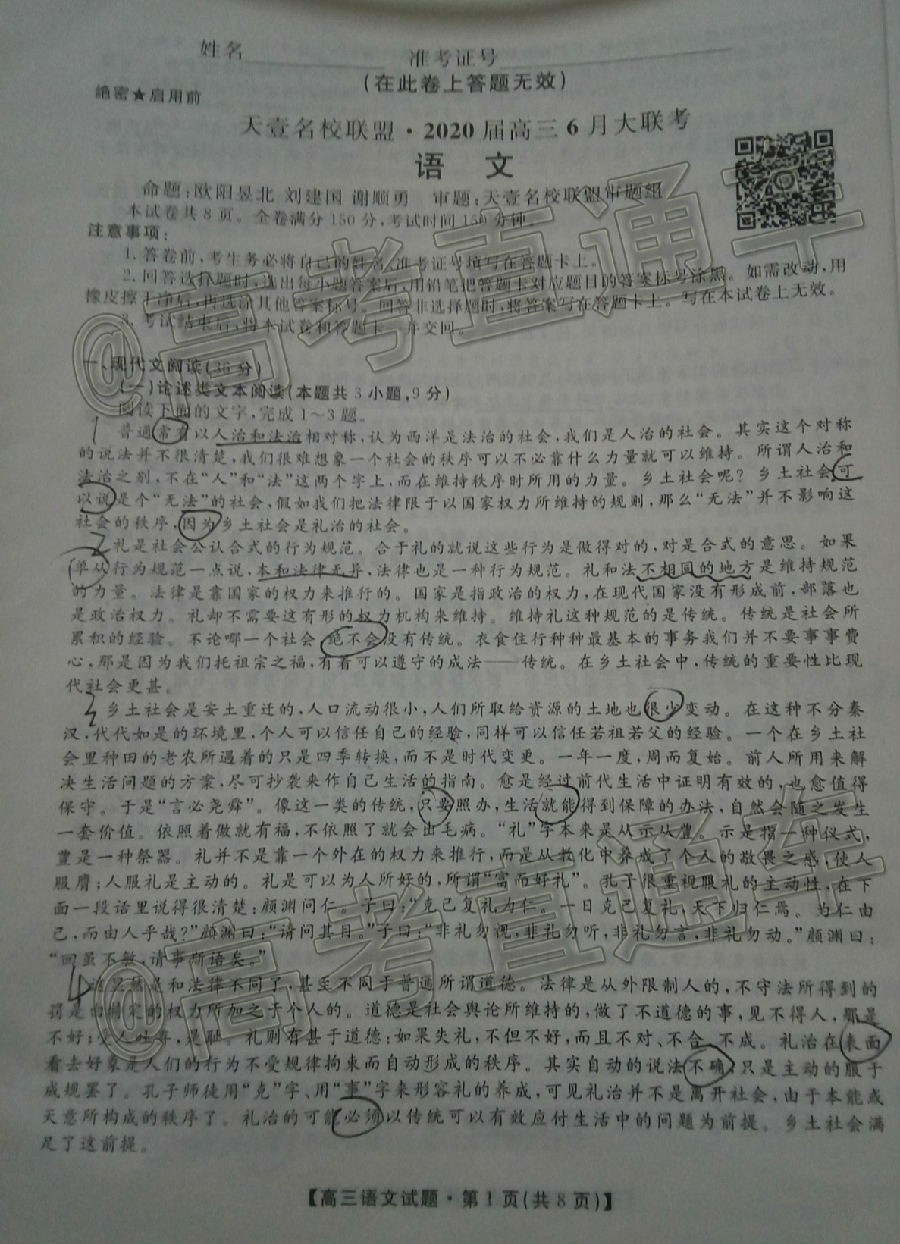 姓名 准考证号
(在此卷上答题无效)
绝密★启用前
天壹名校联盟·2020届高三6月大联考
语 文
命题:欧阳昱北 刘建国 谢顺勇 审题:天壹名校联盟审题组
本试卷共8页。全卷满分150分,考试时间150分钟。
注意事项:
1.答卷前,考生务必将自己的姓名、准考证号填写在答题卡上。
2.回答选择题时,选出每小题答案后,用铅笔把答题卡对应题目的答案标号涂黑。如需改动,用
橡皮擦干净后,再选涂其他答案标号。回答非选择题时,将答案写在答题卡上。写在本试卷上无效。
3.考试结束后,将本试卷和答题卡一并交回。
一、现代文阅读(36分)
(一)论述类文本阅读(本题共3小题,9分)
阅读下面的文字,完成1~3题。
1
普通常有以人治和法治相对称,认为西洋是法治的社会,我们是人治的社会。其实这个对称
的说法并不很清楚,我们很难想象一个社会的秩序可以不必靠什么力量就可以维持。所谓人治和
法治之别,不在“人”和“法”这两个字上,而在维持秩序时所用的力量。乡土社会呢?乡土社会可
以说是个“无法”的社会,假如我们把法律限于以国家权力所维持的规则,那么“无法”并不影响这
社会的秩序,因为乡土社会是礼治的社会。
2
礼是社会公认合式的行为规范。合于礼的就说这些行为是做得对的,对是合式的意思。如果
单从行为规范一点说,本和法律无异,法律也是一种行为规范。礼和法不相同的地方是维持规范
的力量。法律是靠国家的权力来推行的。国家是指政治的权力,在现代国家没有形成前,部落也
是政治权力。礼却不需要这有形的权力机构来维持。维持礼这种规范的是传统。传统是社会所
累积的经验。不论哪一个社会绝不会没有传统。衣食住行种种最基本的事务我们并不要事事费
心,那是因为我们托祖宗之福,有着可以遵守的成法——传统。在乡土社会中,传统的重要性比现
代社会更甚。
3
乡土社会是安土重迁的,人口流动很小,人们所取给资源的土地也很少变动。在这种不分秦
汉,代代如是的环境里,个人可以信任自己的经验,同样可以信任若祖若父的经验。一个在乡土社
会里种田的老农所遇着的只是四季转换,而不是时代变更。一年一度,周而复始。前人所用来解
决生活问题的方案,尽可抄袭来作自己生活的指南。愈是经过前代生活中证明有效的,也愈值得
保守。于是“言必尧舜”。像这一类的传统,只要照办,生活就能得到保障的办法,自然会随之发生
一套价值。依照着做就有福,不依照了就会出毛病。“礼”字本来是从示从豊。示是指一种仪式,
豊是一种祭器。礼并不是靠一个外在的权力来推行,而是从教化中养成了个人的敬畏之感,使人
服膺;人服礼是主动的。礼是可以为人所好的,所谓“富而好礼”。孔子很重视服礼的主动性,在下
面一段话里说得很清楚:颜渊问仁。子曰:“克己复礼为仁。一日克己复礼,天下归仁焉。为仁由
己,而由人乎哉?”颜渊曰:“请问其目。”子曰:“非礼勿视,非礼勿听,非礼勿言,非礼勿动。”颜渊曰:
“回虽不敏,请事斯语矣。”
4
显然是和法律不同了,甚至不同于普通所谓道德。法律是从外限制人的,不守法所得到的
罚是由特定的权力所加之于个人的。道德是社会舆论所维持的,做了不道德的事,见不得人,那是
不好;受人吐弃,是耻。礼则有甚于道德:如果失礼,不但不好,而且不对、不合、不成。礼治在表面
看去好象是人们的行为不受规律拘束而自动形成的秩序。其实自动的说法不确,只是主动的服于
成规罢了。孔子师徒用“克”字、用“事”字来形容礼的养成,可见礼治并不是离开社会,由于本能或
天意所构成的秩序了。礼治的可能必须以传统可以有效应付生活中的问题为前提。乡土社会满
足了这前提。
【高三语文试题·第1页(共8页)】
@高考直通车
@高考直通车